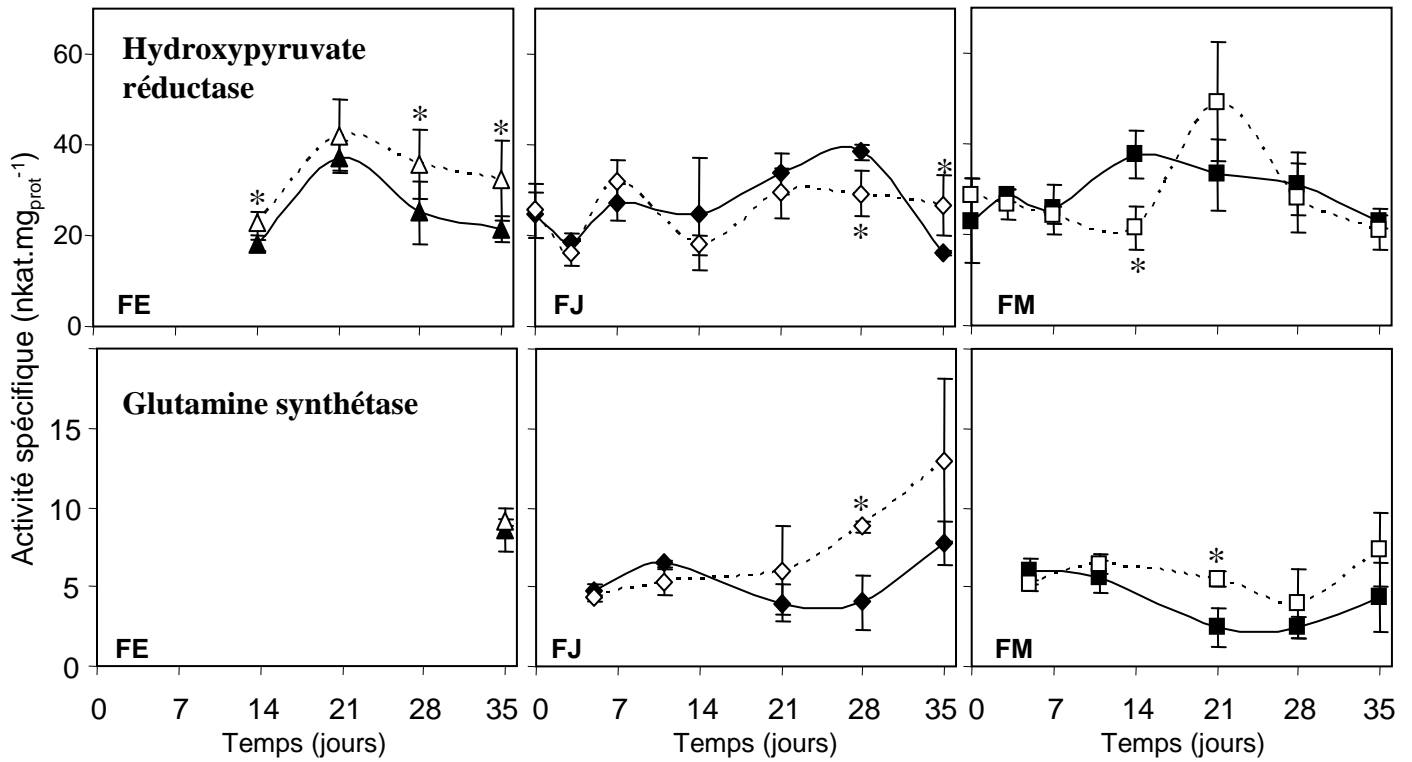 Hydroxypyruvate
réductase
Activité spécifique (nkat.mg prot -1)
60
40
20
0
* * *
FE
* *
FJ
*
FM
Glutamine synthétase
15
10
5
0
FE
*
FJ
*
FM
0 7 14 21 28 35
0 7 14 21 28 35
0 7 14 21 28 35
Temps (jours)
Temps (jours)
Temps (jours)